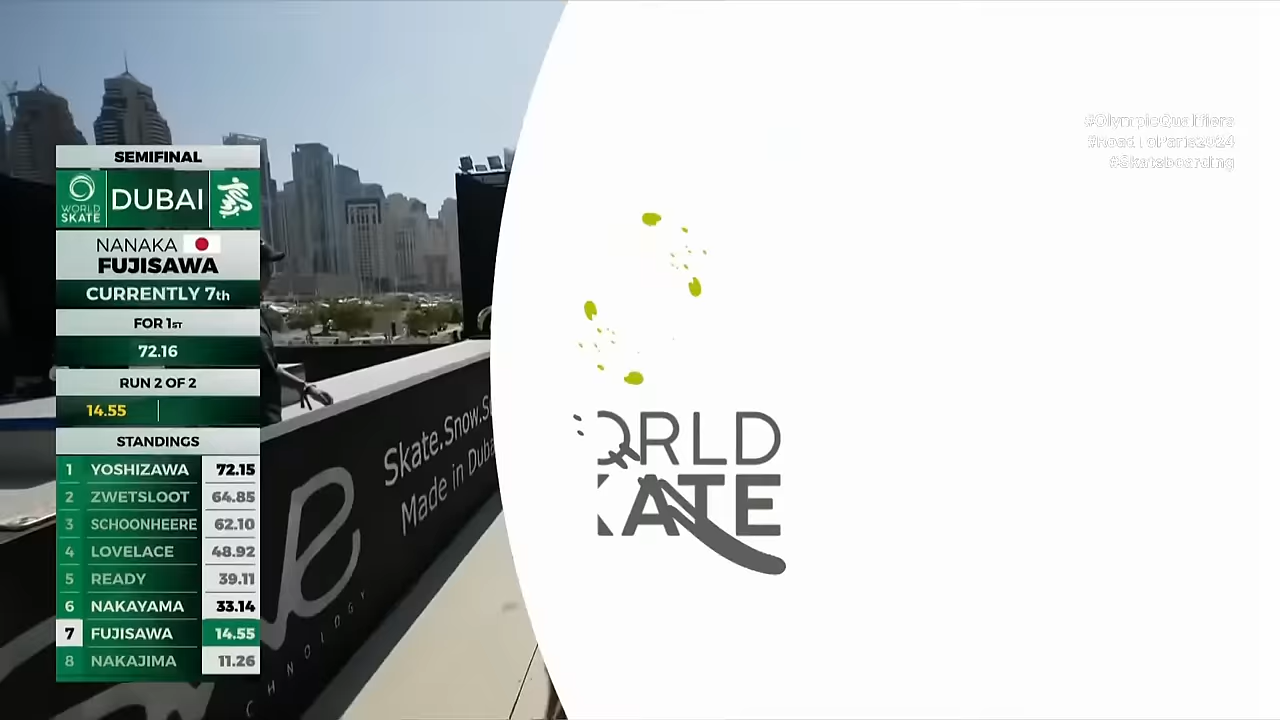 SEMIFINAL
WORLD
SKATE
DUBAI
NANAKA
FUJISAWA
CURRENTLY 7th
FOR 1ST
72.16
RUN 2 OF 2
14.55
STANDINGS
1 YOSHIZAWA 72.15
2 ZWETSLOOT 64.85
3 SCHOONHEERE 62.10
4 LOVELACE 48.92
5 READY 39.11
6 NAKAYAMA 33.14
7 FUJISAWA 14.55
8 NAKAJIMA 11.26
Skate.Snow.S
Made in Duba
CHNOLOGY
ORLD
KATE
#OlympicQualifiers
#RoadToParis2024
#Skateboarding